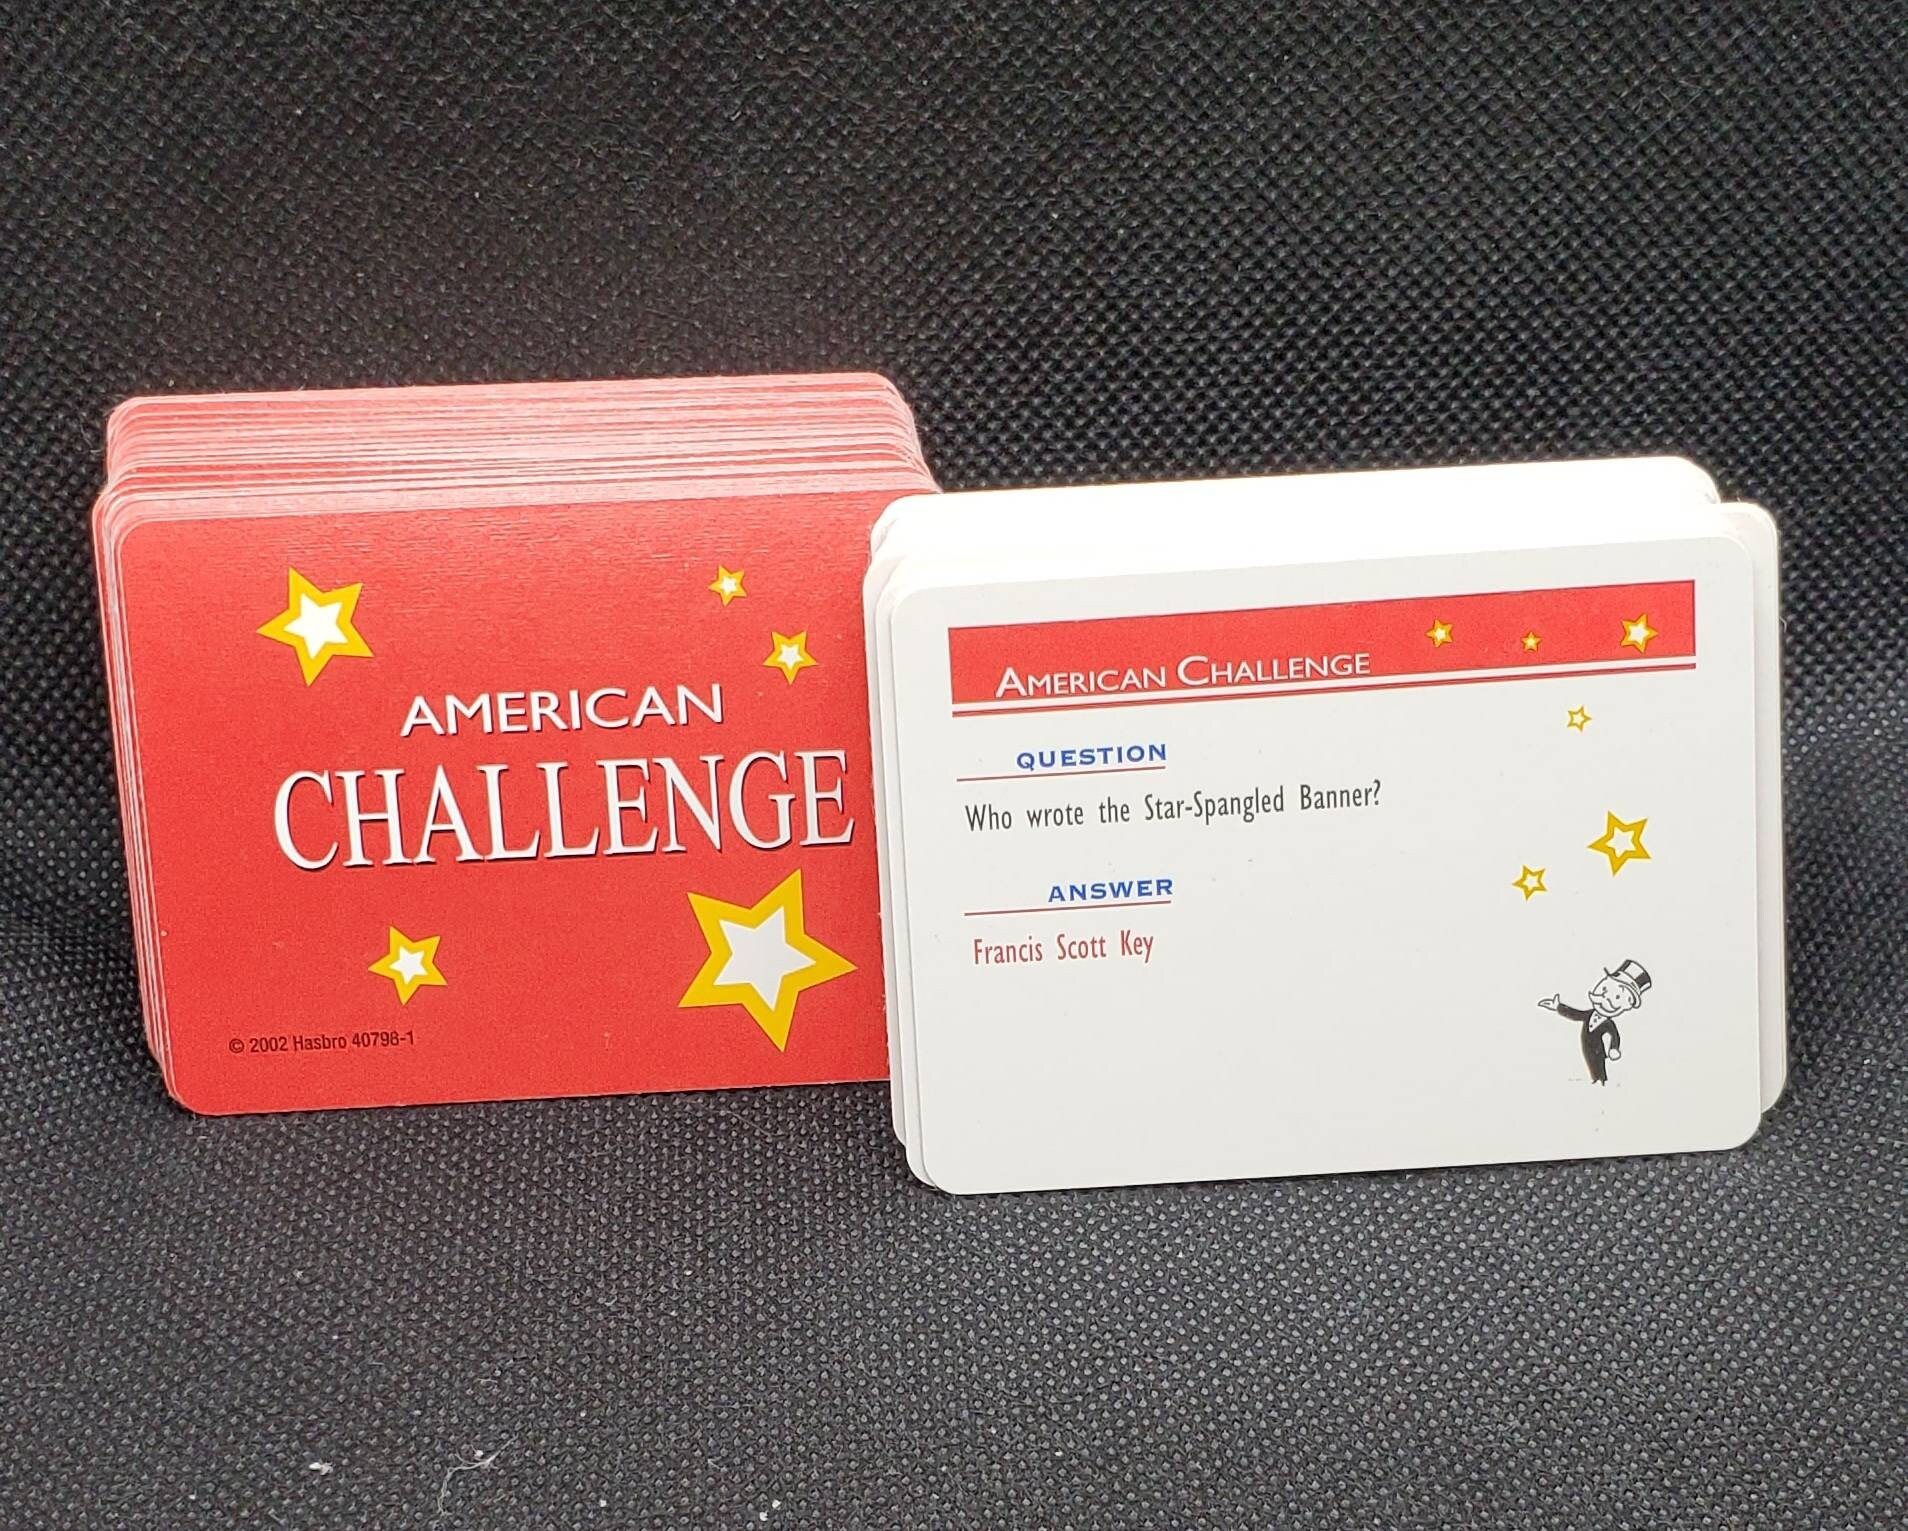 AMERICAN
CHALLENGE
© 2002 Hasbro 40798-1
AMERICAN CHALLENGE
QUESTION
Who wrote the Star-Spangled Banner?
ANSWER
Francis Scott Key